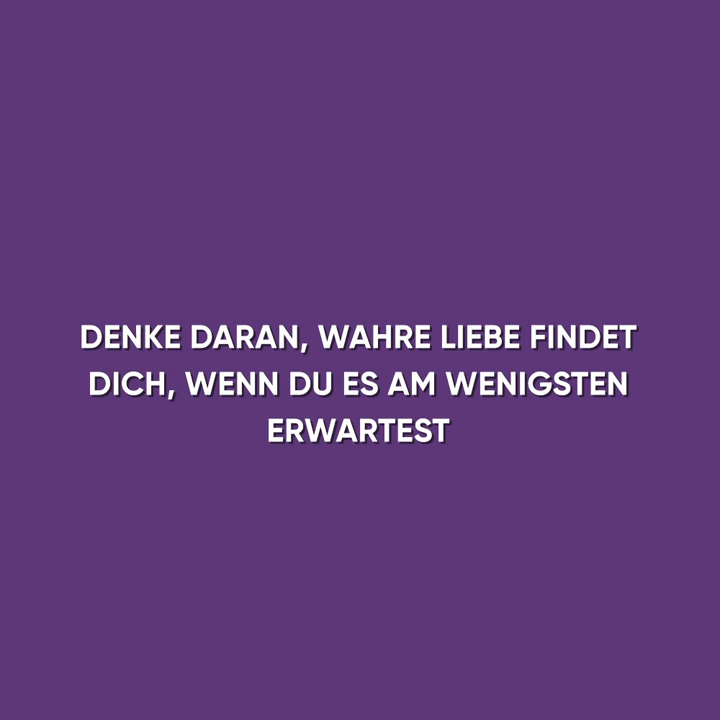 DENKE DARAN, WAHRE LIEBE FINDET
DICH, WENN DU ES AM WENIGSTEN
ERWARTEST